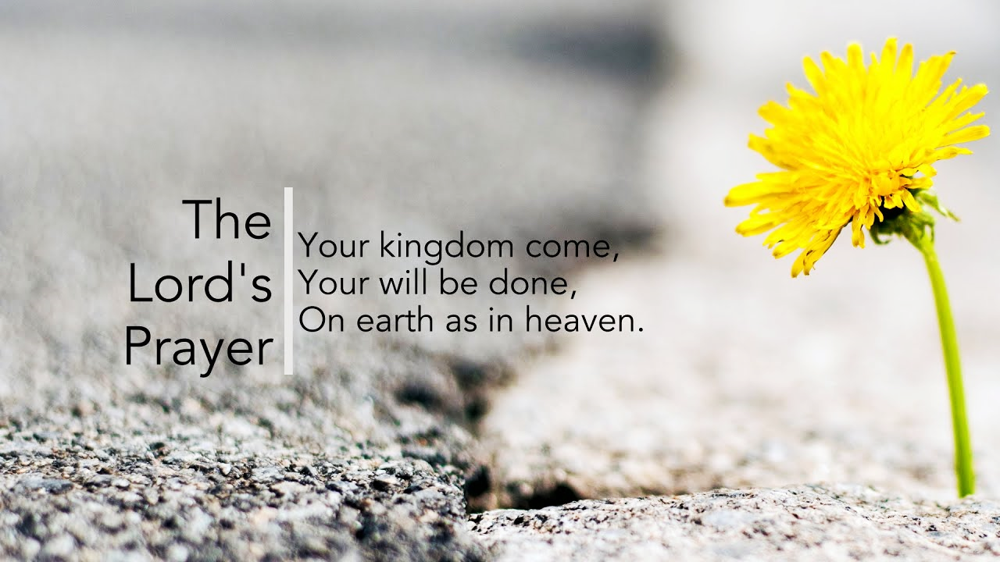 The
Lord's
Prayer
Your kingdom come,
Your will be done,
On earth as in heaven.